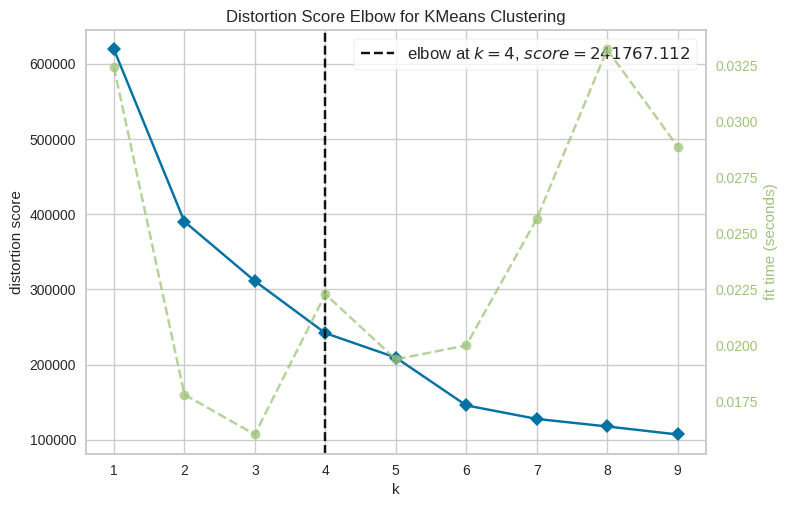 Distortion Score Elbow for KMeans Clustering
elbow at k = 4, score = 241767.112
distortion score
600000
500000
400000
300000
200000
100000
0.0325
0.0300
0.0275
0.0250
0.0225
0.0200
0.0175
fit time (seconds)
1 2 3 4 5 6 7 8 9
k